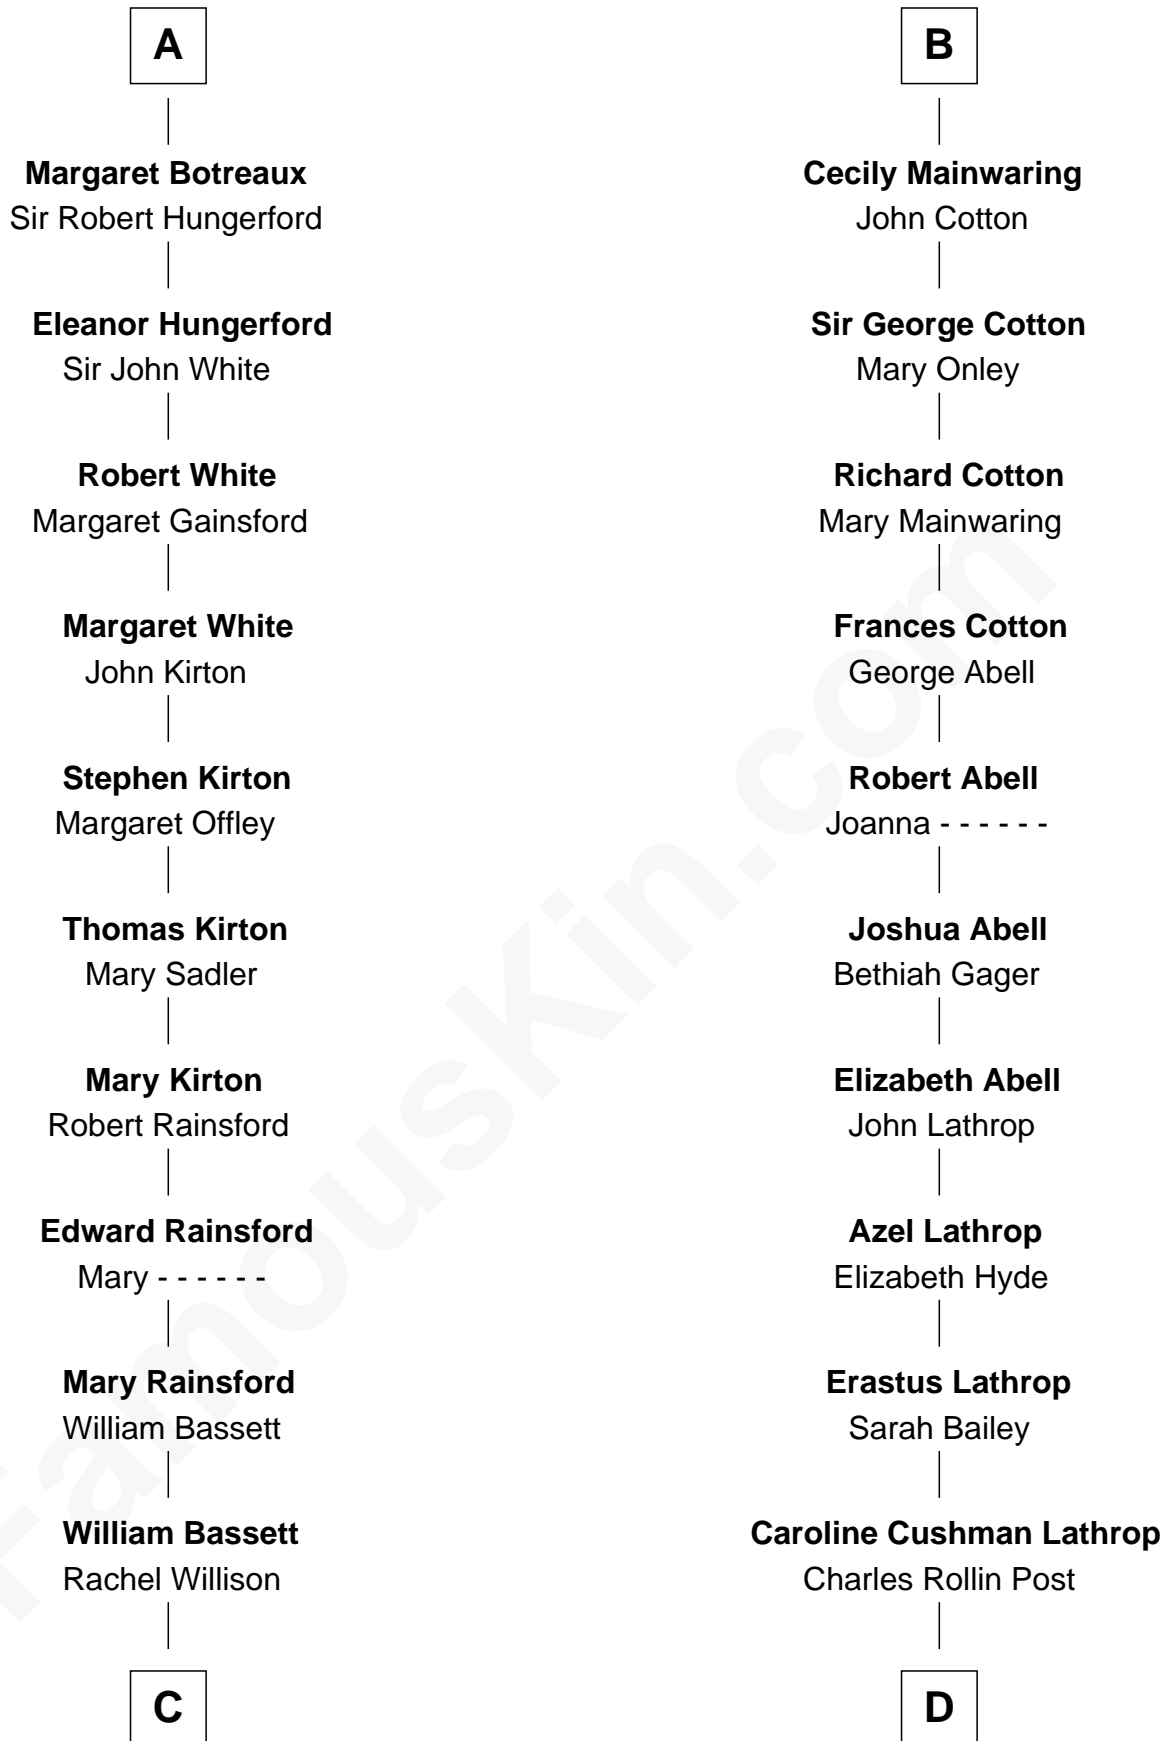 A
Margaret Botreaux
Sir Robert Hungerford
Eleanor Hungerford
Sir John White
Robert White
Margaret Gainsford
Margaret White
John Kirton
Stephen Kirton
Margaret Offley
Thomas Kirton
Mary Sadler
Mary Kirton
Robert Rainsford
Edward Rainsford
Mary - - - - - -
Mary Rainsford
William Bassett
William Bassett
Rachel Willison
C
B
Cecily Mainwaring
John Cotton
Sir George Cotton
Mary Onley
Richard Cotton
Mary Mainwaring
Frances Cotton
George Abell
Robert Abell
Joanna - - - - - -
Joshua Abell
Bethiah Gager
Elizabeth Abell
John Lathrop
Azel Lathrop
Elizabeth Hyde
Erastus Lathrop
Sarah Bailey
Caroline Cushman Lathrop
Charles Rollin Post
D
FamousKin.com